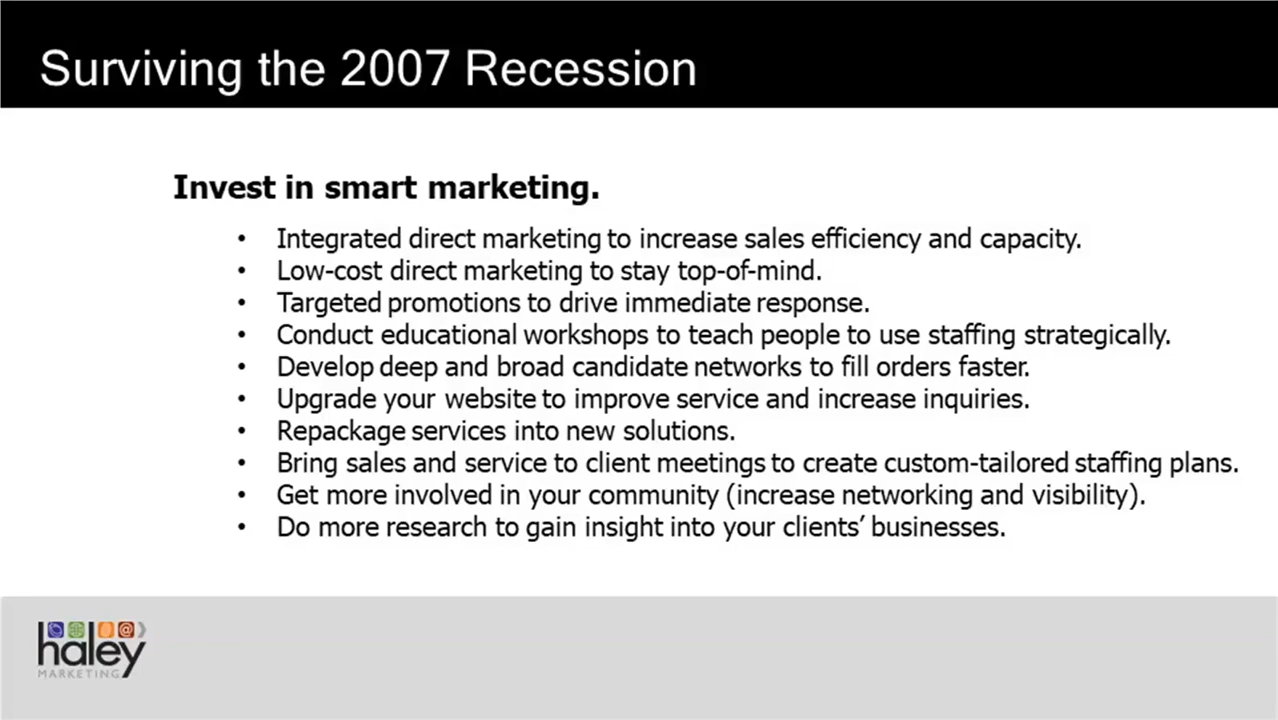 Surviving the 2007 Recession
Invest in smart marketing.
• Integrated direct marketing to increase sales efficiency and capacity.
• Low-cost direct marketing to stay top-of-mind.
• Targeted promotions to drive immediate response.
• Conduct educational workshops to teach people to use staffing strategically.
• Develop deep and broad candidate networks to fill orders faster.
• Upgrade your website to improve service and increase inquiries.
• Repackage services into new solutions.
• Bring sales and service to client meetings to create custom-tailored staffing plans.
• Get more involved in your community (increase networking and visibility).
• Do more research to gain insight into your clients’ businesses.
haley
MARKETING